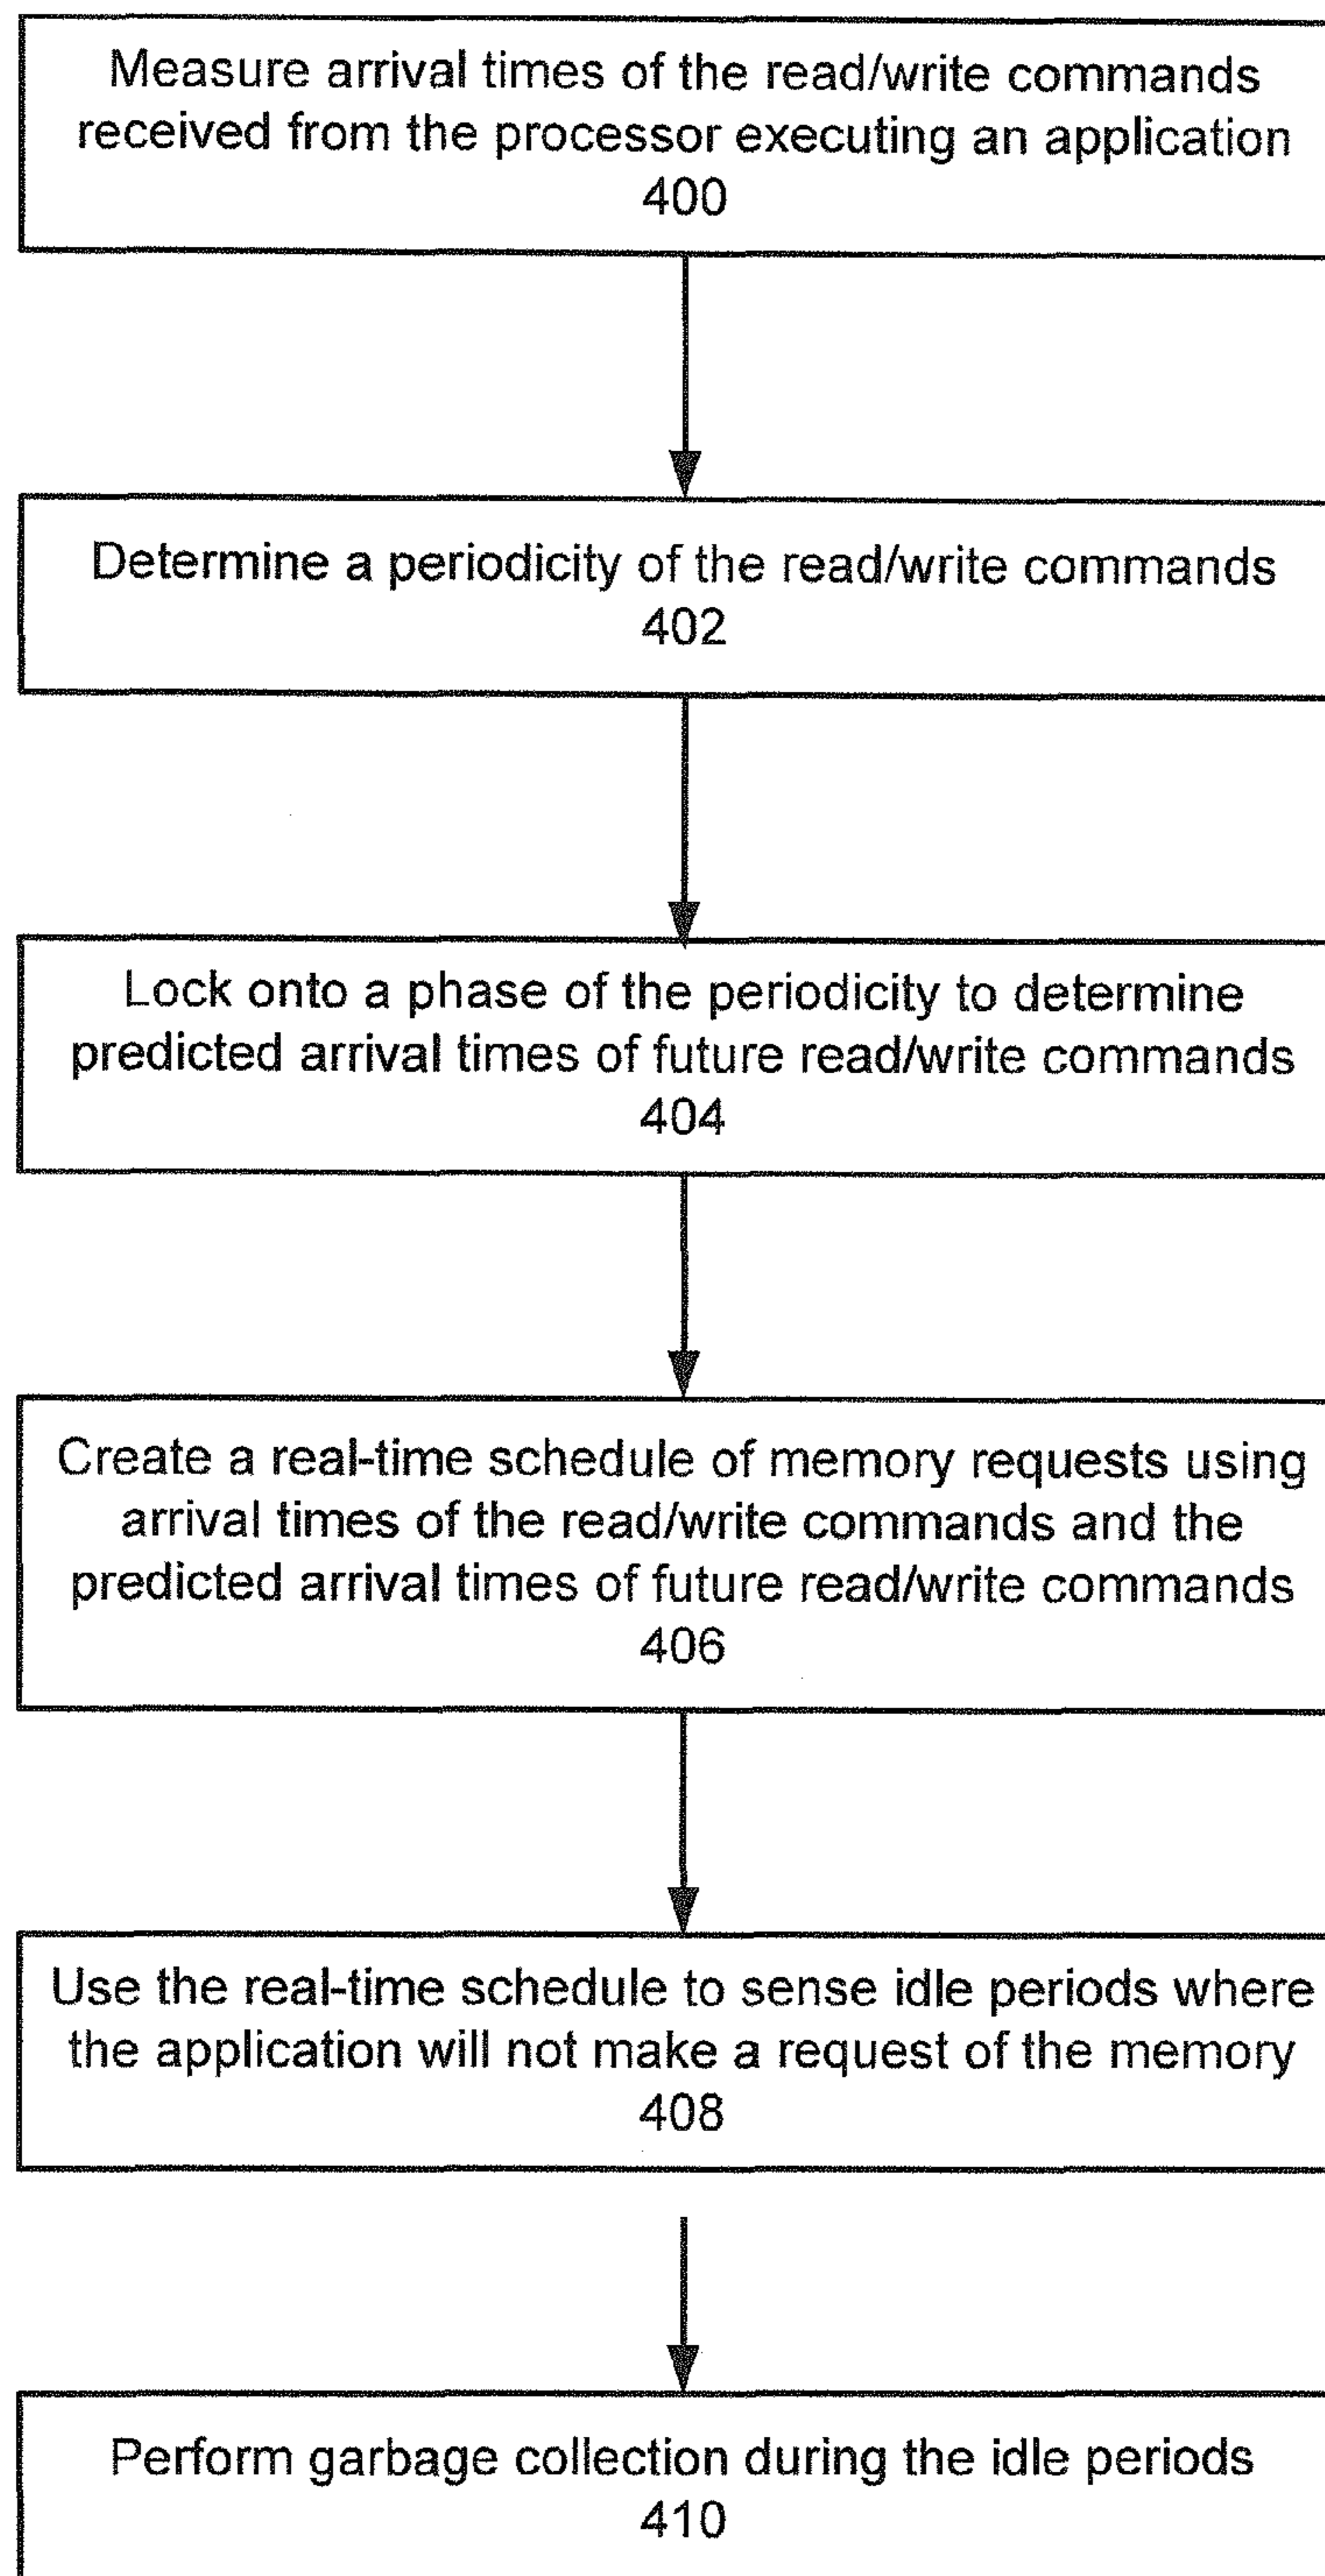 Measure arrival times of the read/write commands
received from the processor executing an application
400
Determine a periodicity of the read/write commands
402
Lock onto a phase of the periodicity to determine
predicted arrival times of future read/write commands
404
Create a real-time schedule of memory requests using
arrival times of the read/write commands and the
predicted arrival times of future read/write commands
406
Use the real-time schedule to sense idle periods where
the application will not make a request of the memory
408
Perform garbage collection during the idle periods
410